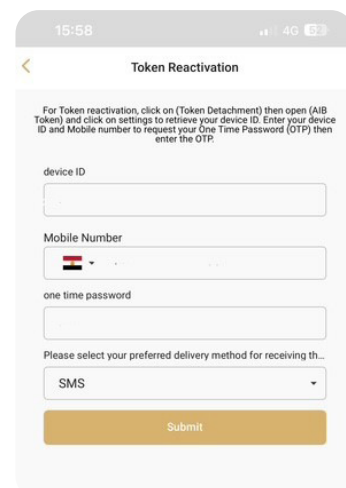 15:58
4G 52
Token Reactivation
For Token reactivation, click on (Token Detachment) then open (AIB
Token) and click on settings to retrieve your device ID. Enter your device
ID and Mobile number to request your One Time Password (OTP) then
enter the OTP.
device ID
Mobile Number
one time password
Please select your preferred delivery method for receiving th...
SMS
Submit